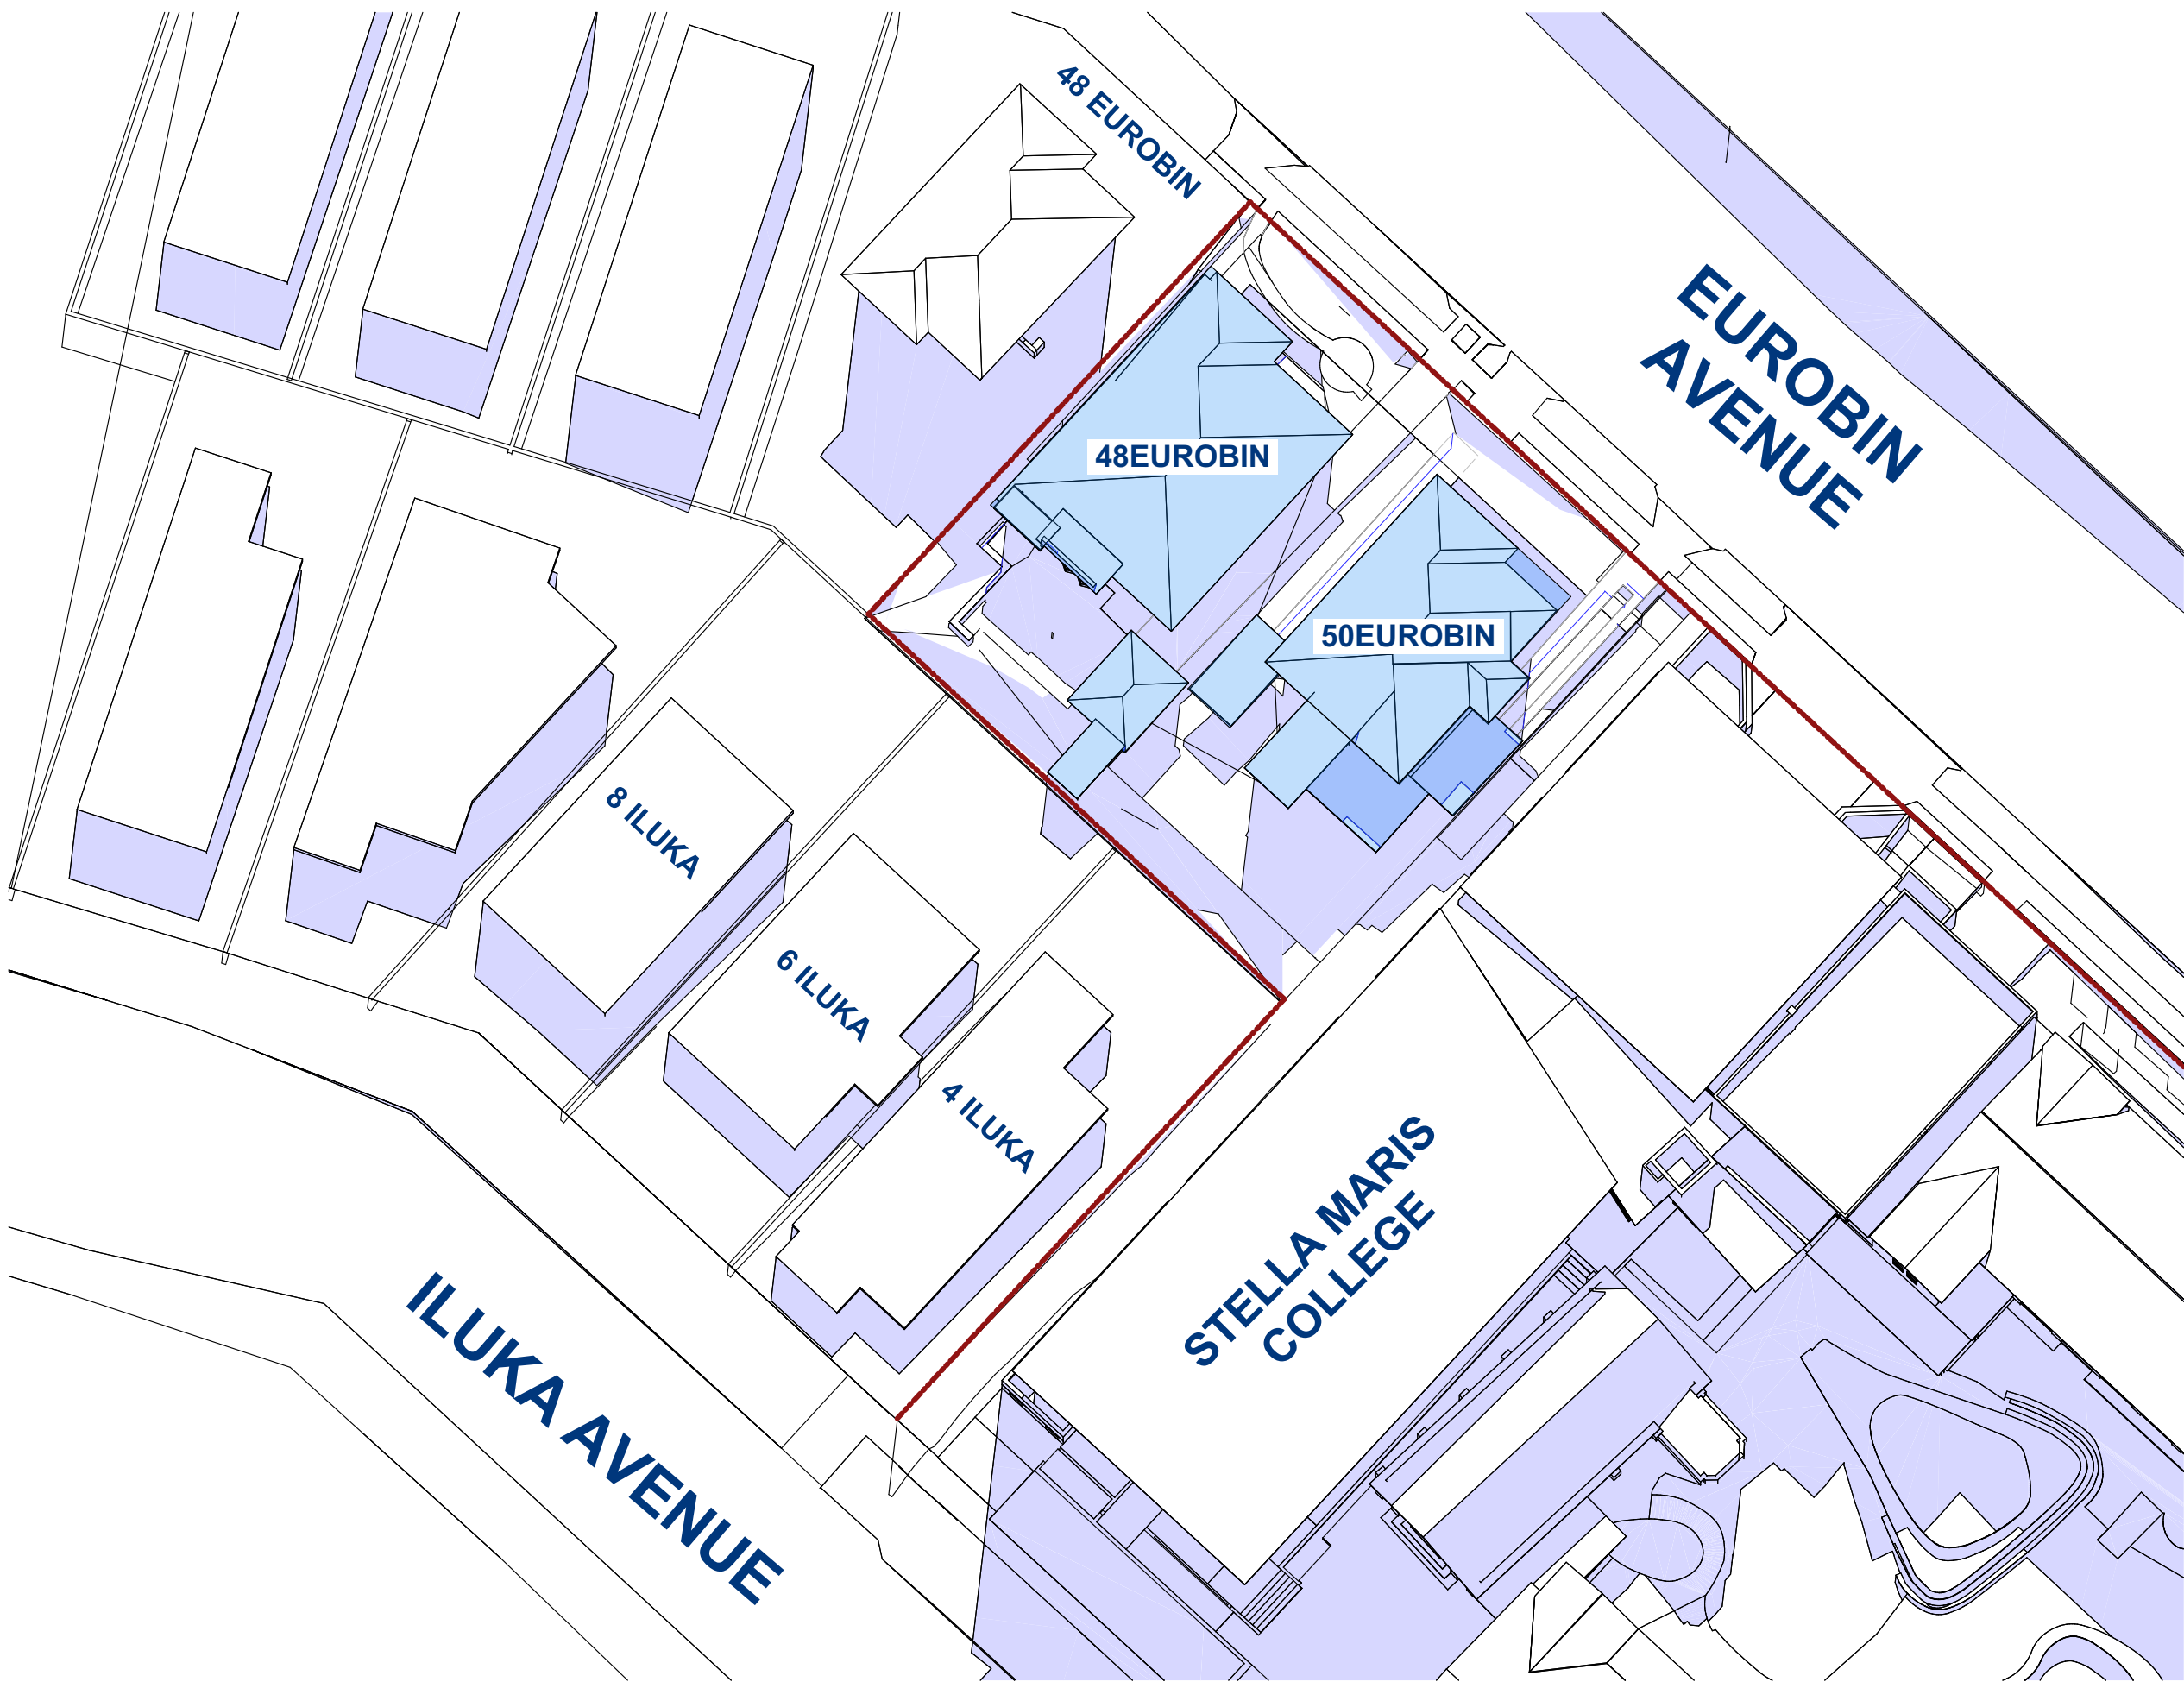 48 EUROBIN
EUROBIN
AVENUE
48EUROBIN
50EUROBIN
8 ILUKA
6 ILUKA
4 ILUKA
STELLA MARIS
COLLEGE
ILUKA AVENUE